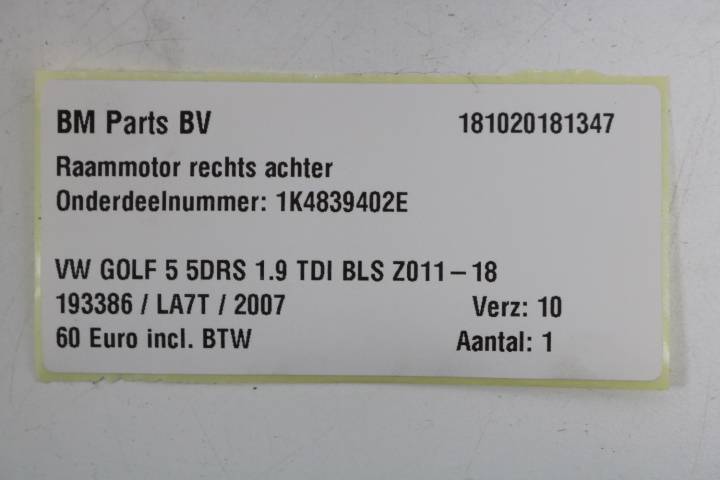 BM Parts BV 181020181347
Raammotor rechts achter
Onderdeelnummer: 1K4839402E
VW GOLF 5 5DRS 1.9 TDI BLS Z011-18
193386 / LA7T / 2007 Verz: 10
60 Euro incl. BTW Aantal: 1